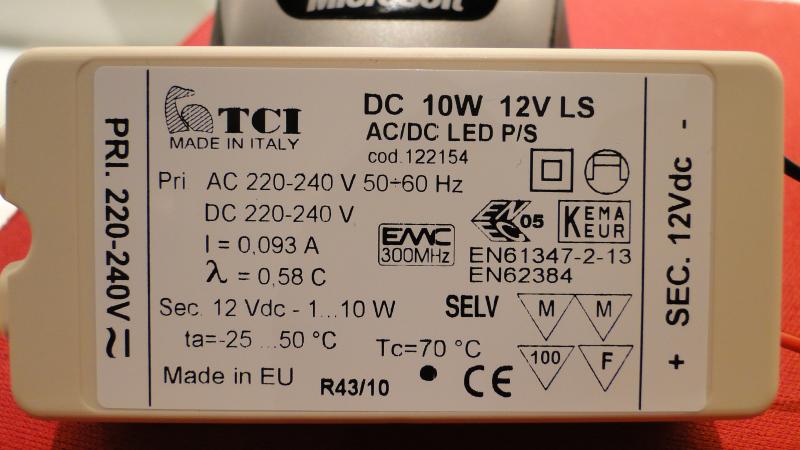 Microsoft
PRI. 220-240V
TCI
MADE IN ITALY
DC 10W 12V LS
AC/DC LED P/S
cod.122154
Pri AC 220-240 V 50÷60 Hz
DC 220-240 V
I = 0,093 A
λ = 0,58 C
EMC
300MHz
ENEC 05
KEMA
KEUR
EN61347-2-13
EN62384
Sec. 12 Vdc - 1...10 W
SELV
M M
ta=-25 ...50 °C
Tc=70 °C
100 F
Made in EU
R43/10
CE
+ SEC. 12Vdc -